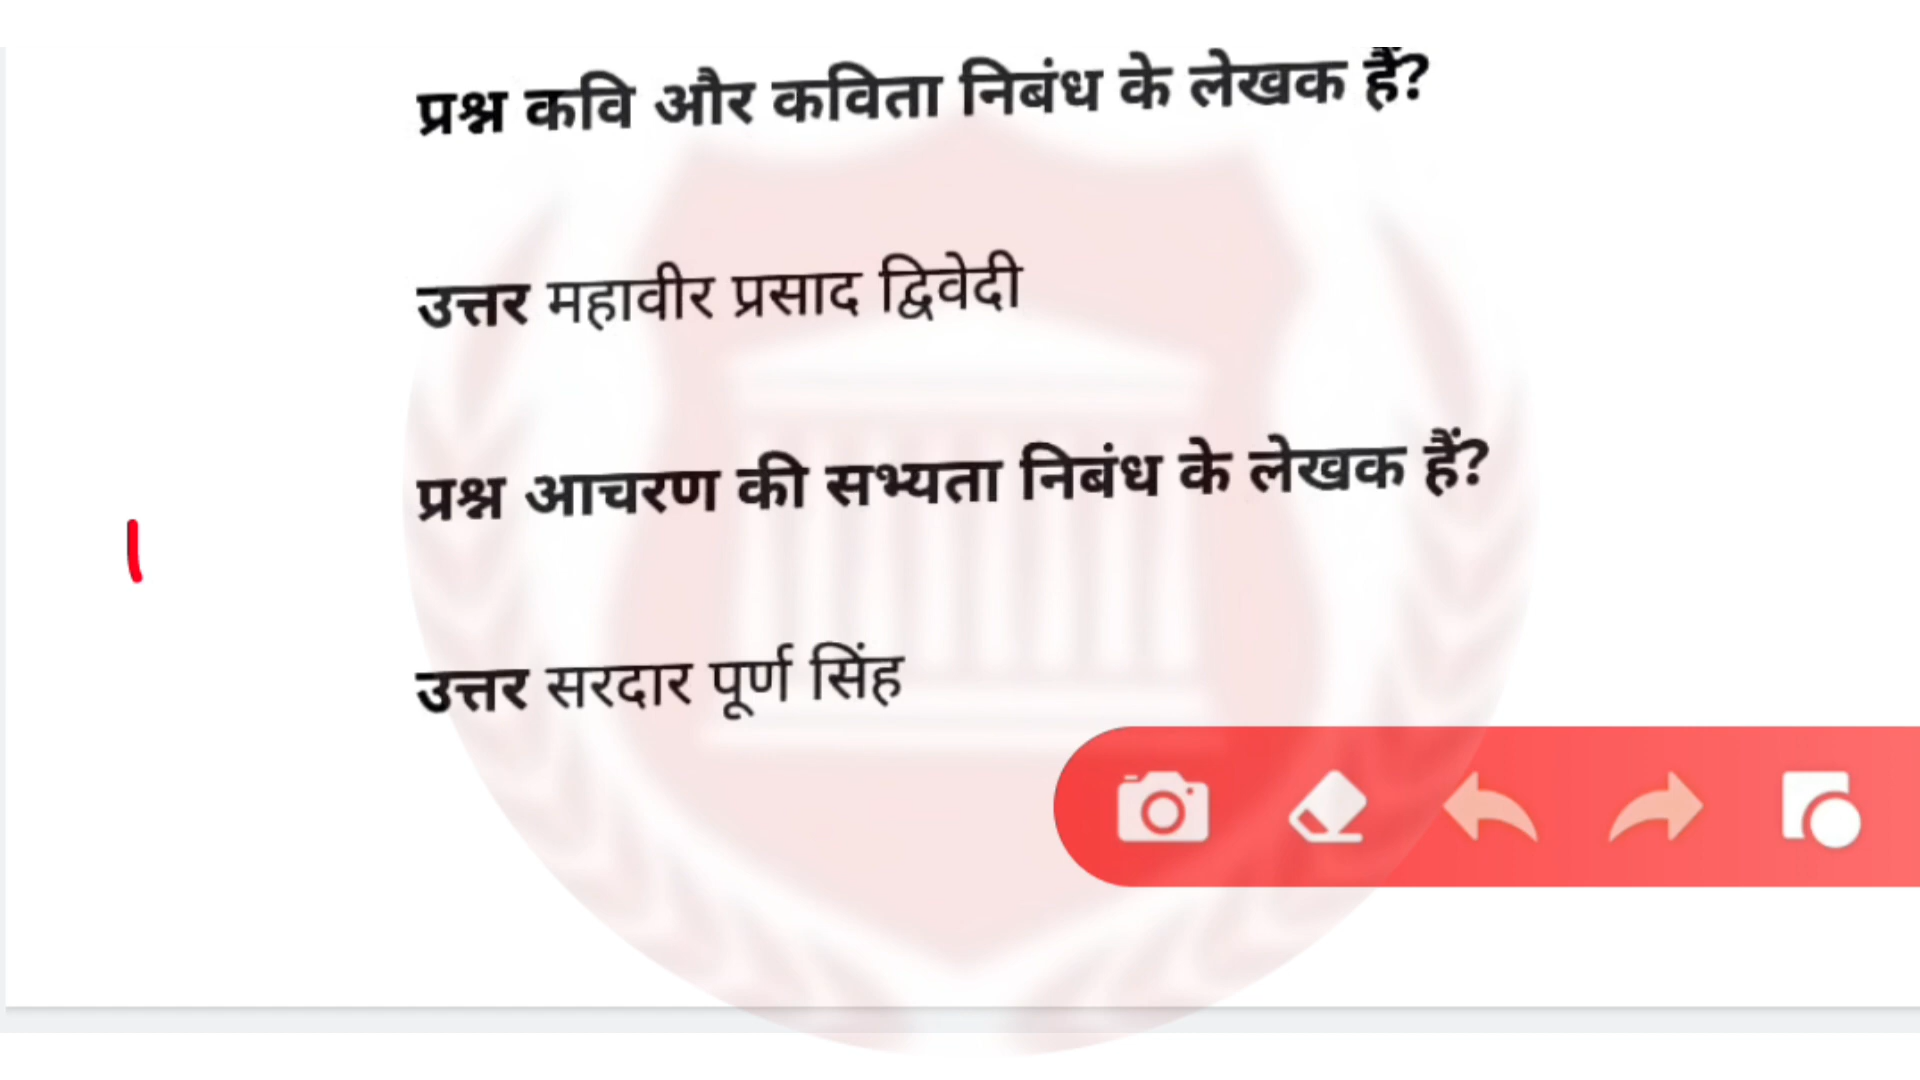 प्रश्न कवि और कविता निबंध के लेखक हैं?
उत्तर महावीर प्रसाद द्विवेदी
प्रश्न आचरण की सभ्यता निबंध के लेखक हैं?
उत्तर सरदार पूर्ण सिंह